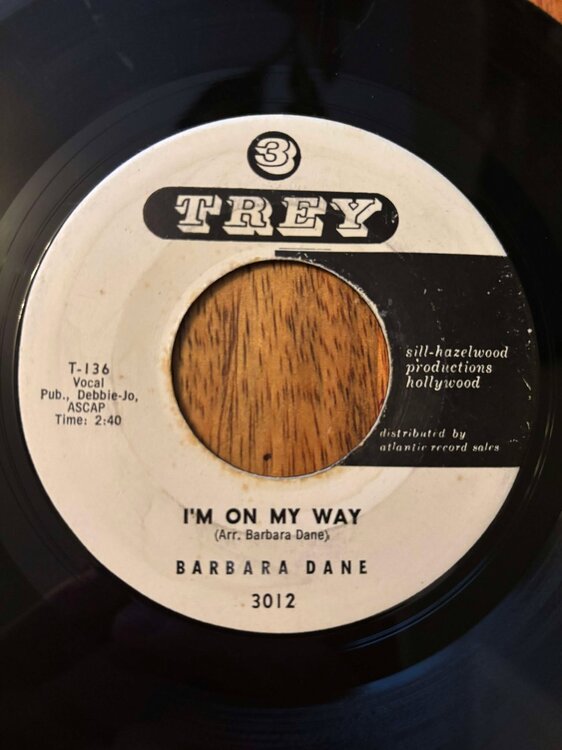 3
TREY
sill-hazelwood
productions
hollywood
distributed by
atlantic record sales
T-136
Vocal
Pub., Debbie-Jo,
ASCAP
Time: 2:40
I'M ON MY WAY
(Arr. Barbara Dane)
BARBARA DANE
3012